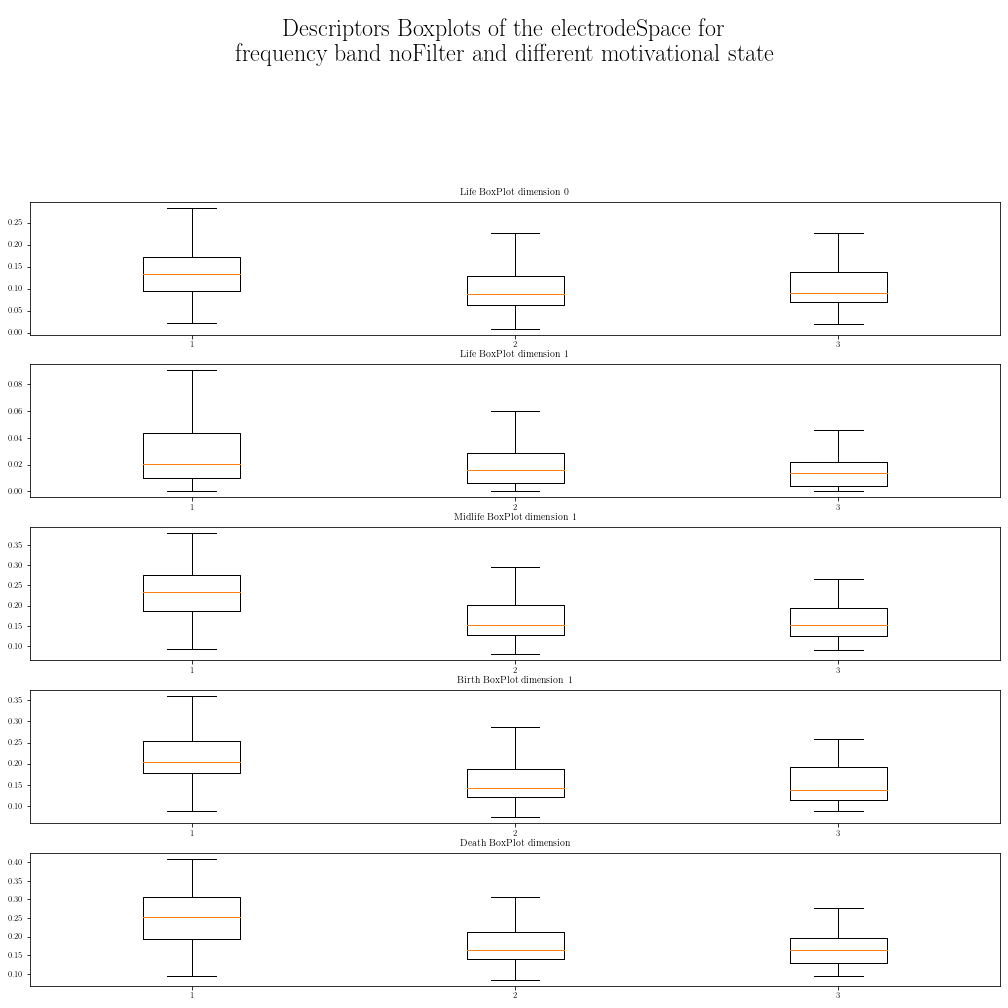 Descriptors Boxplots of the electrodeSpace for
frequency band noFilter and different motivational state
Life BoxPlot dimension 0
0.25
0.20
0.15
0.10
0.05
0.00
1 2 3
Life BoxPlot dimension 1
0.08
0.06
0.04
0.02
0.00
1 2 3
Midlife BoxPlot dimension 1
0.35
0.30
0.25
0.20
0.15
0.10
1 2 3
Birth BoxPlot dimension 1
0.35
0.30
0.25
0.20
0.15
0.10
1 2 3
Death BoxPlot dimension
0.40
0.35
0.30
0.25
0.20
0.15
0.10
1 2 3